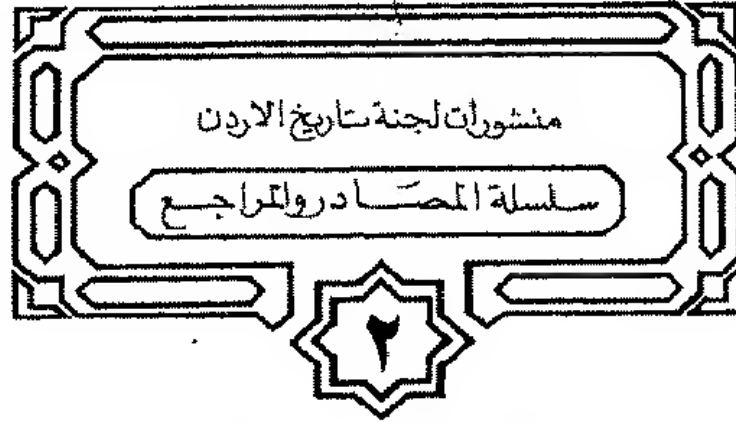 منشورات لجنة تاريخ الاردن
سلسلة المصادر والمراجع
٢